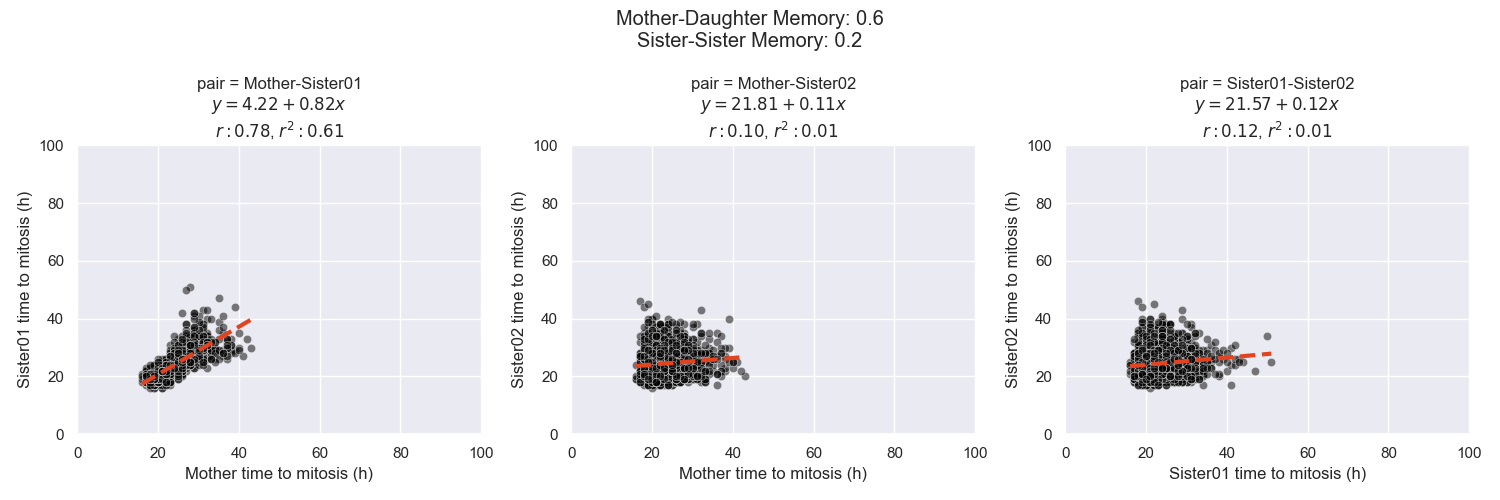 Mother-Daughter Memory: 0.6
Sister-Sister Memory: 0.2
pair = Mother-Sister01
y = 4.22 + 0.82x
r : 0.78, r² : 0.61
100
80
60
40
20
0
Sister01 time to mitosis (h)
0 20 40 60 80 100
Mother time to mitosis (h)
pair = Mother-Sister02
y = 21.81 + 0.11x
r : 0.10, r² : 0.01
100
80
60
40
20
0
Sister02 time to mitosis (h)
0 20 40 60 80 100
Mother time to mitosis (h)
pair = Sister01-Sister02
y = 21.57 + 0.12x
r : 0.12, r² : 0.01
100
80
60
40
20
0
Sister02 time to mitosis (h)
0 20 40 60 80 100
Sister01 time to mitosis (h)